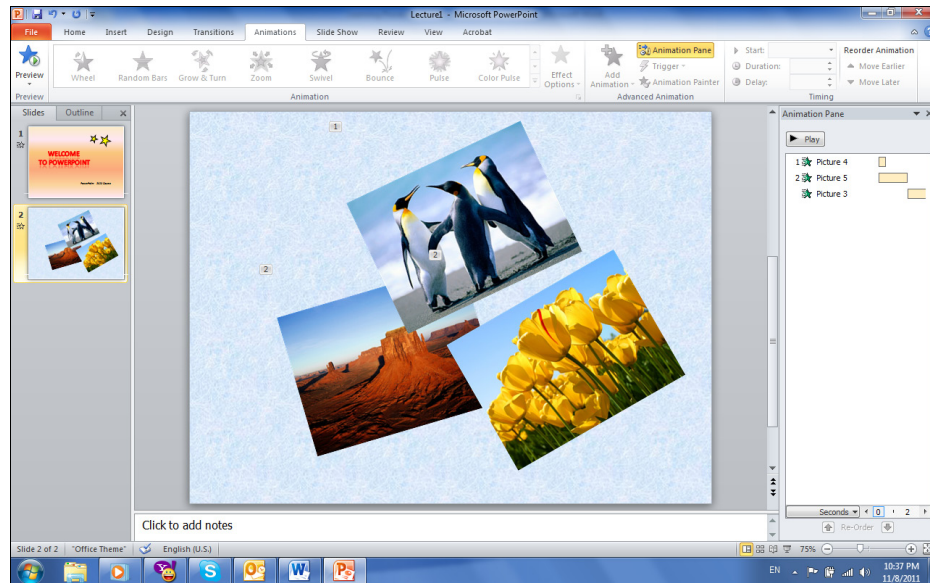 Lecture1 - Microsoft PowerPoint
File Home Insert Design Transitions Animations Slide Show Review View Acrobat
Preview
Wheel Random Bars Grow & Turn Zoom Swivel Bounce Pulse Color Pulse
Effect Options
Add Animation
Animation Pane
Trigger
Animation Painter
Start:
Duration:
Delay:
Reorder Animation
Move Earlier
Move Later
Preview Animation Advanced Animation Timing
Slides Outline
1
WELCOME
TO POWERPOINT
2
1
2
2
Animation Pane
Play
1 Picture 4
2 Picture 5
Picture 3
Seconds 0 2
Re-Order
Click to add notes
Slide 2 of 2 "Office Theme" English (U.S.) 75%
EN 10:37 PM
11/8/2011